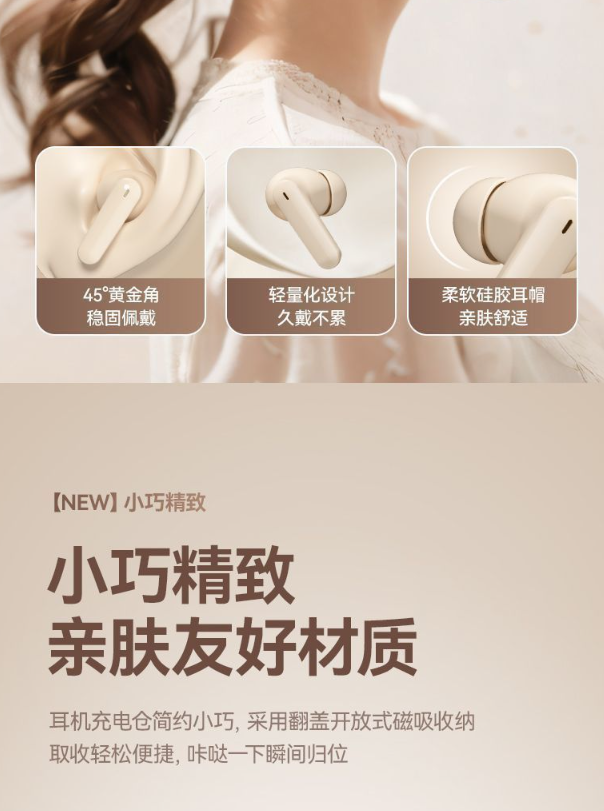 45°黄金角
稳固佩戴
轻量化设计
久戴不累
柔软硅胶耳帽
亲肤舒适
【NEW】小巧精致
小巧精致
亲肤友好材质
耳机充电仓简约小巧, 采用翻盖开放式磁吸收纳
取收轻松便捷, 咔哒一下瞬间归位